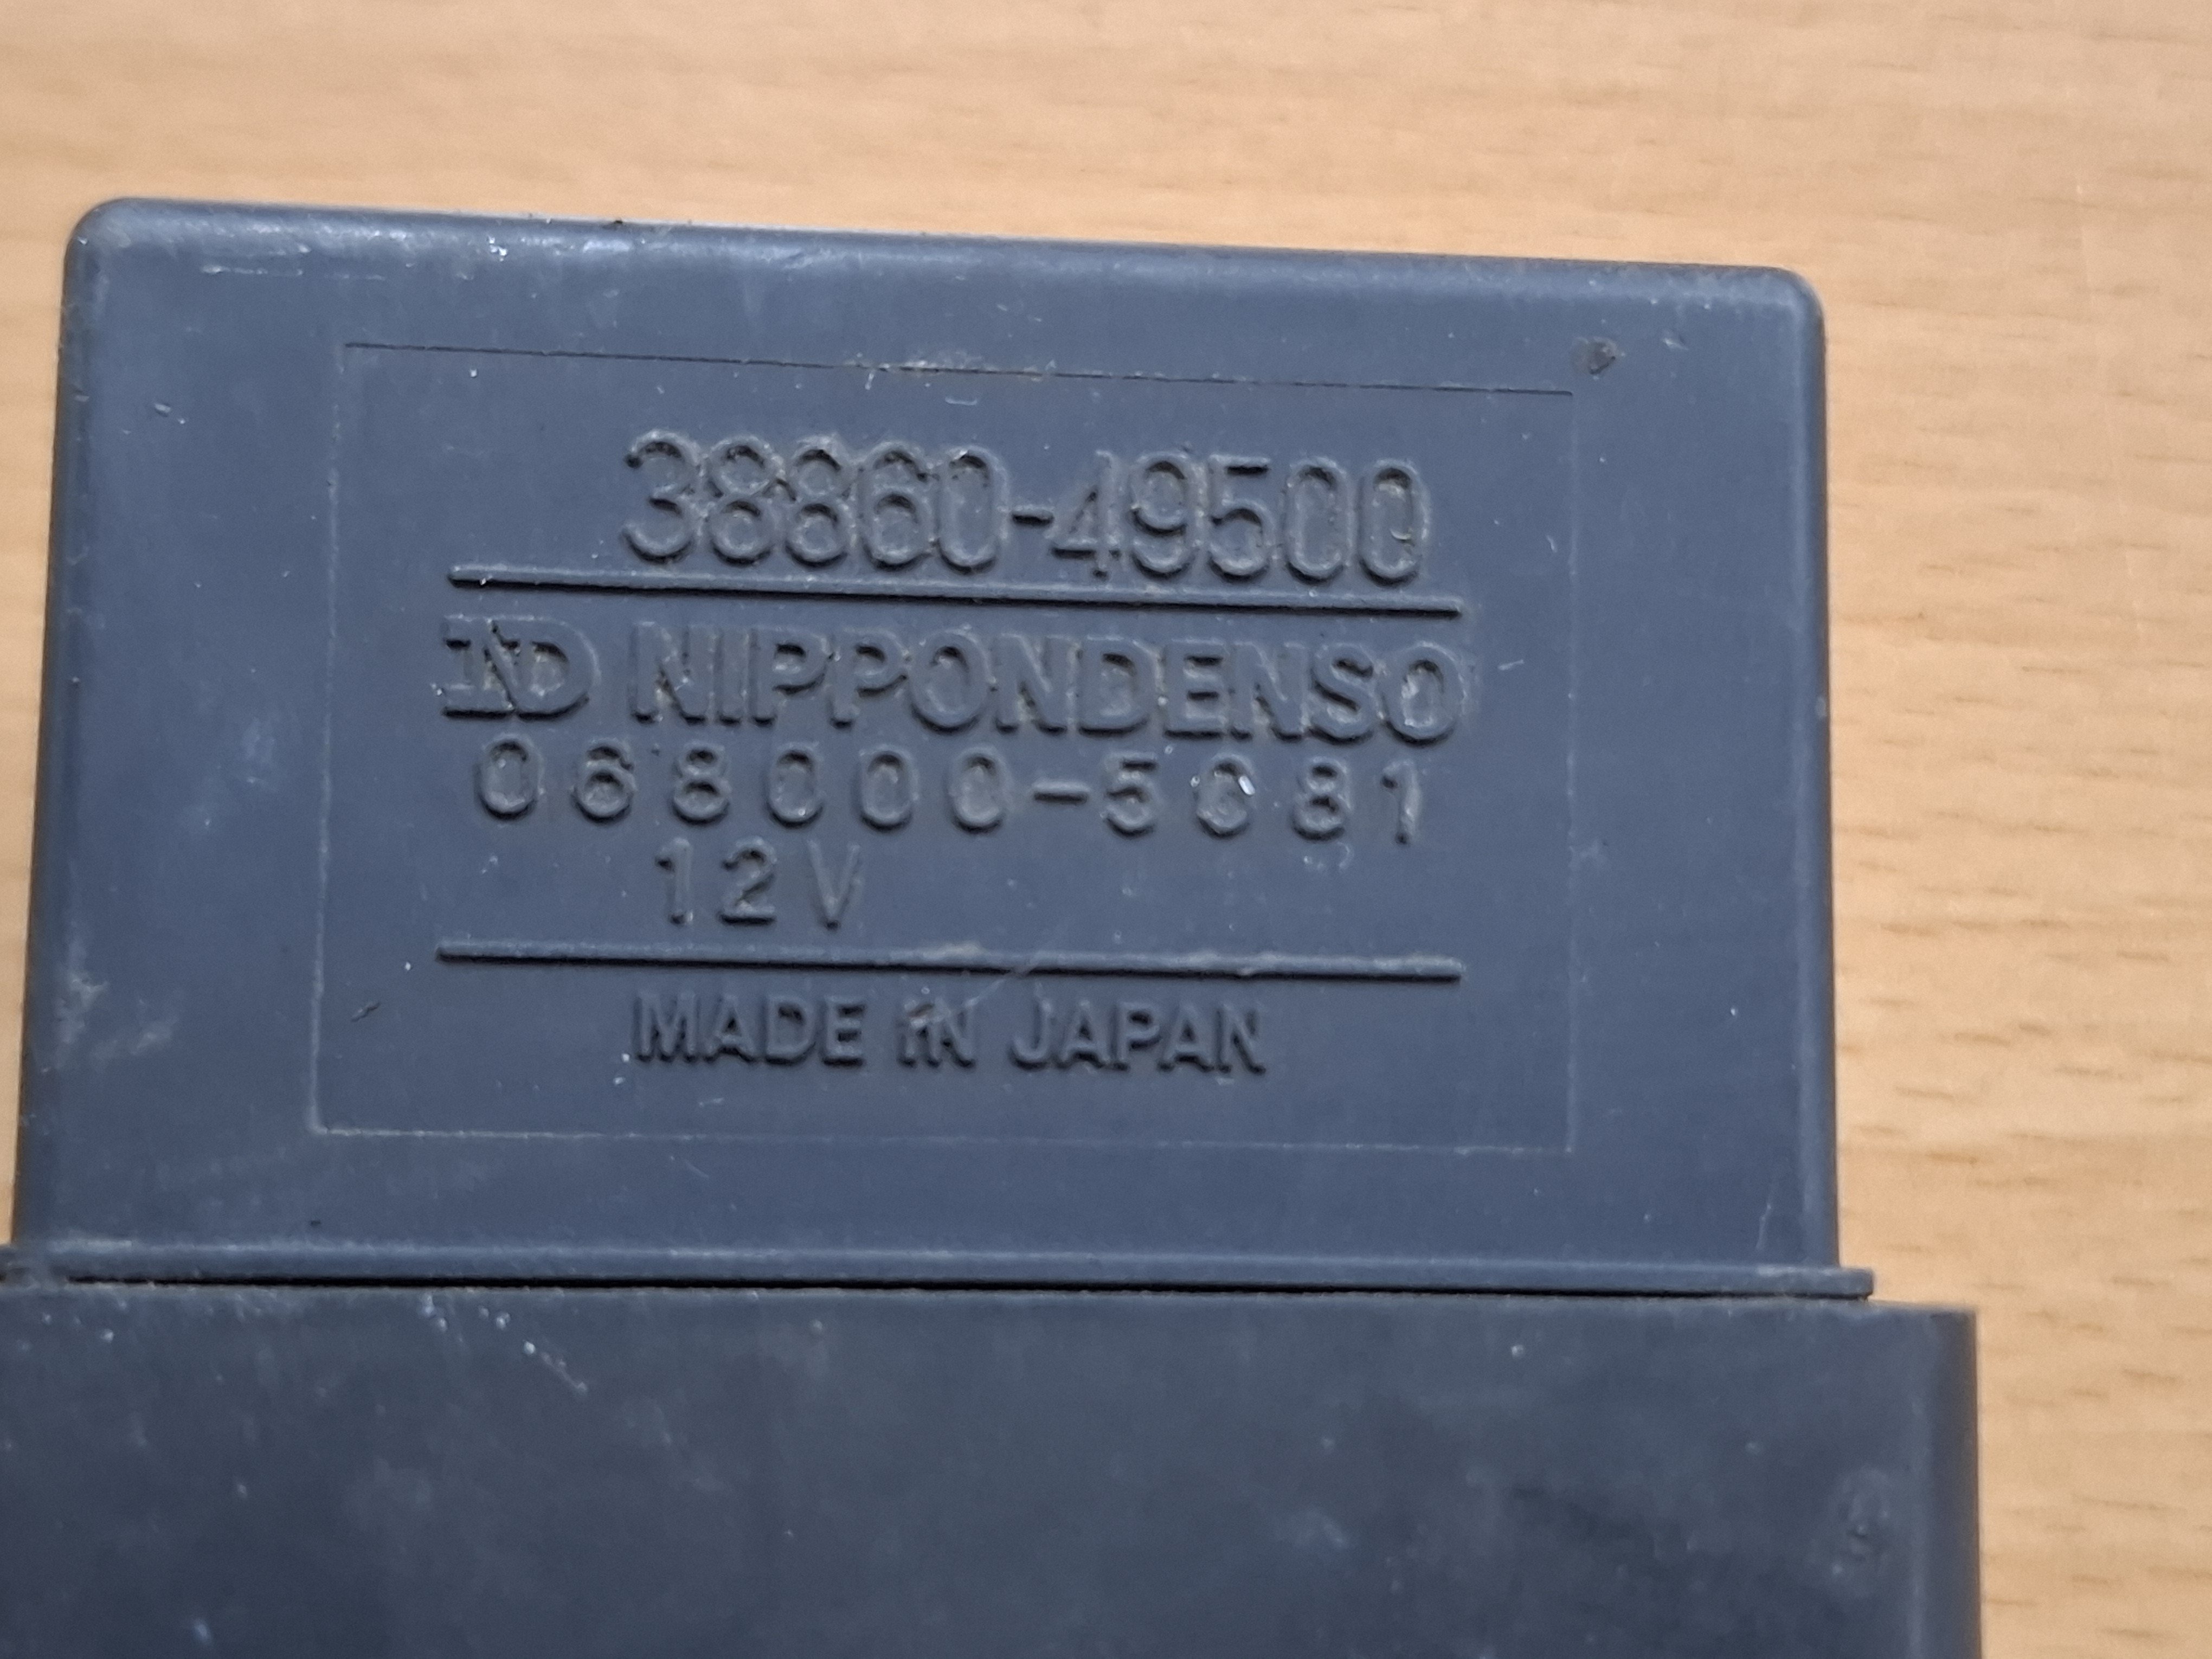 38860-49500
ND NIPPONDENSO
068000-5081
12V
MADE IN JAPAN